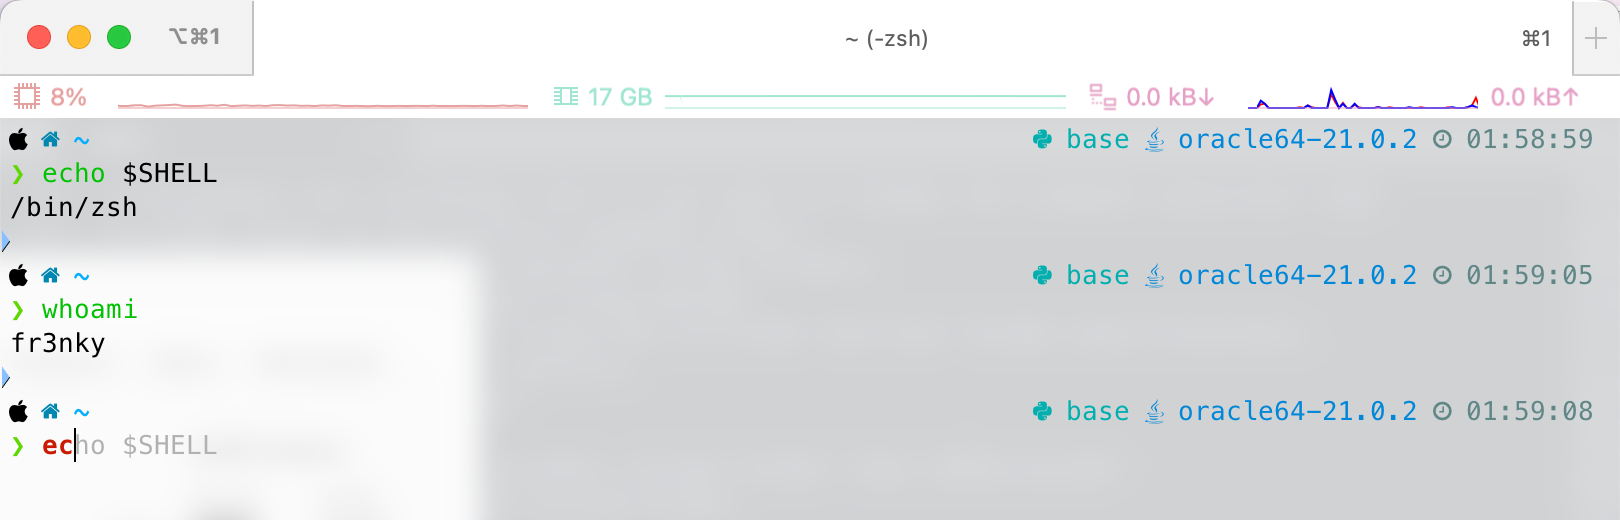 ⌥⌘1 ~ (-zsh) ⌘1
8% 17 GB 0.0 kB↓ 0.0 kB↑
~ base oracle64-21.0.2 01:58:59
❯ echo $SHELL
/bin/zsh
~ base oracle64-21.0.2 01:59:05
❯ whoami
fr3nky
~ base oracle64-21.0.2 01:59:08
❯ echo $SHELL